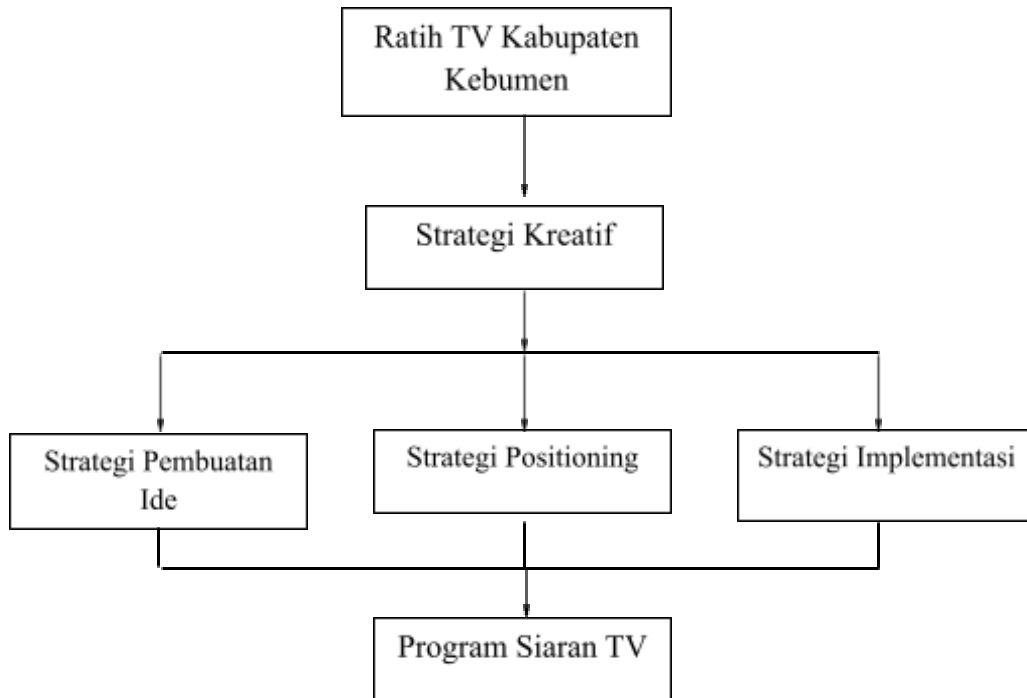 Ratih TV Kabupaten
Kebumen
Strategi Kreatif
Strategi Pembuatan
Ide
Strategi Positioning
Strategi Implementasi
Program Siaran TV